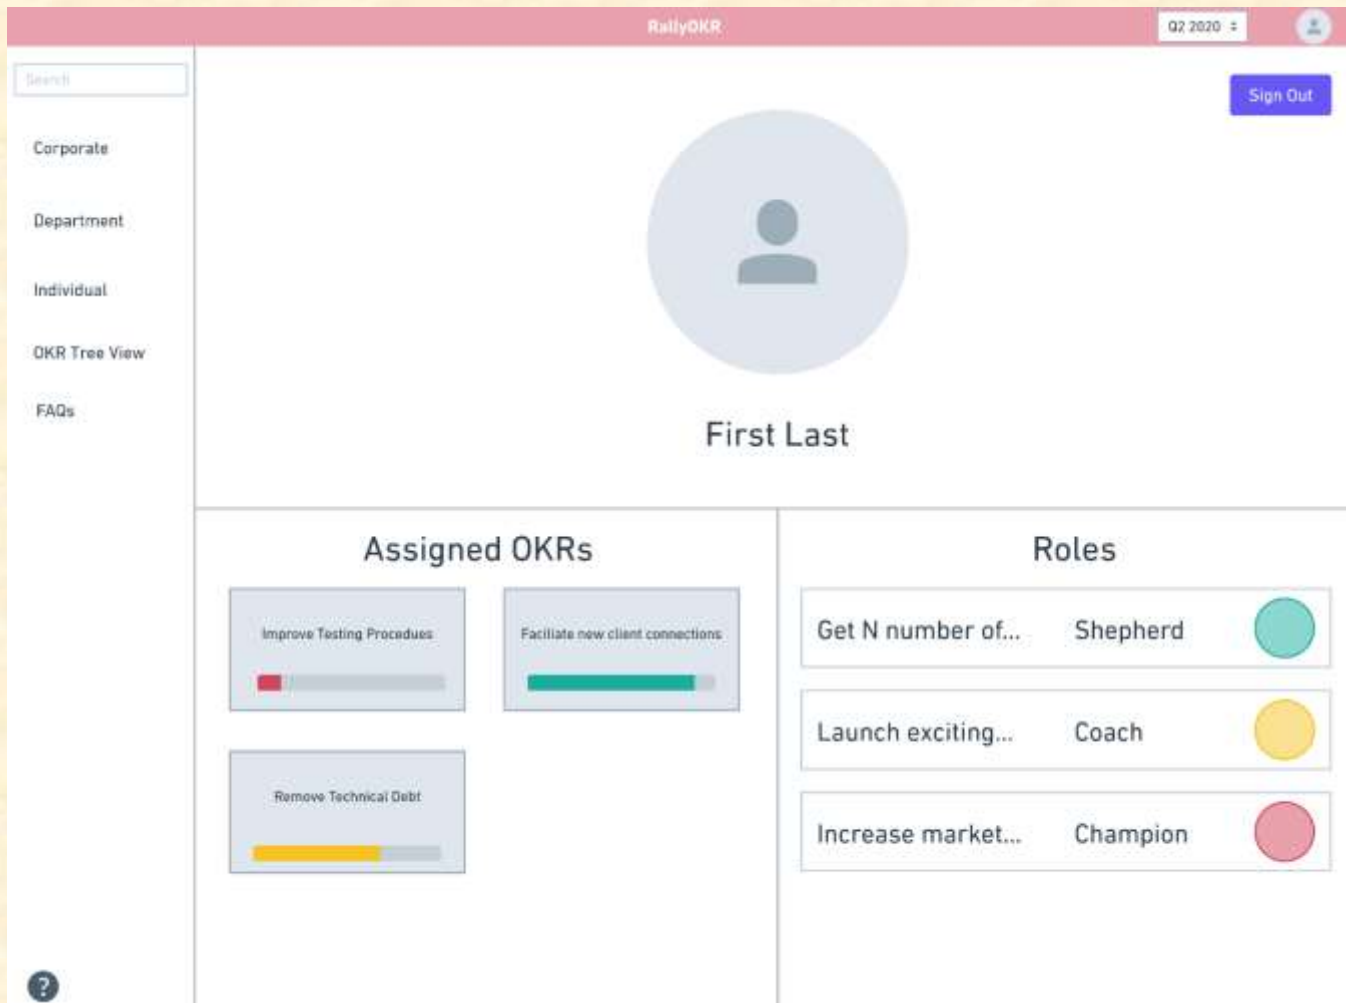 RallyOKR
Q2 2020
Search
Sign Out
Corporate
Department
Individual
OKR Tree View
FAQs
First Last
Assigned OKRs
Improve Testing Procedues
Faciliate new client connections
Remove Technical Debt
Roles
Get N number of... Shepherd
Launch exciting... Coach
Increase market... Champion
?